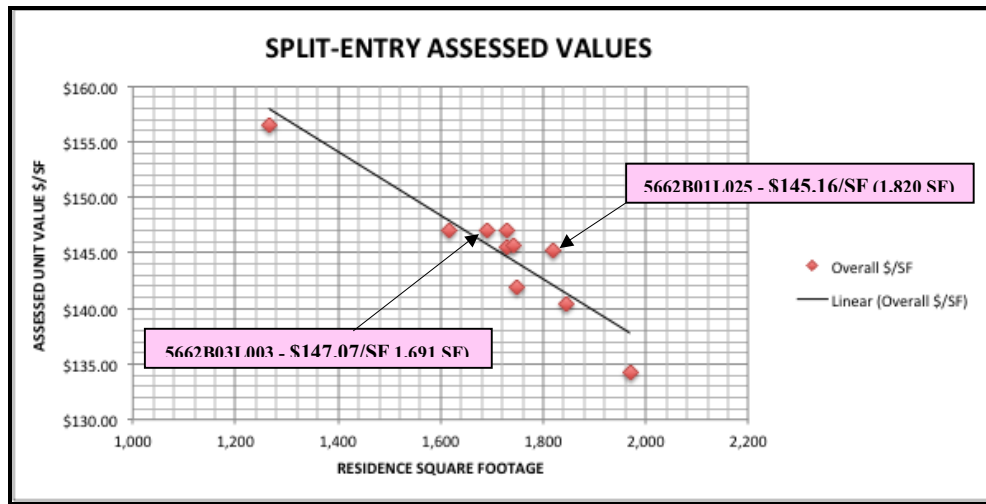 SPLIT-ENTRY ASSESSED VALUES
ASSESSED UNIT VALUE $/SF
$160.00
$155.00
$150.00
$145.00
$140.00
$135.00
$130.00
5662B01L025 - $145.16/SF (1,820 SF)
5662B03L003 - $147.07/SF 1,691 SF)
Overall $/SF
Linear (Overall $/SF)
1,000 1,200 1,400 1,600 1,800 2,000 2,200
RESIDENCE SQUARE FOOTAGE